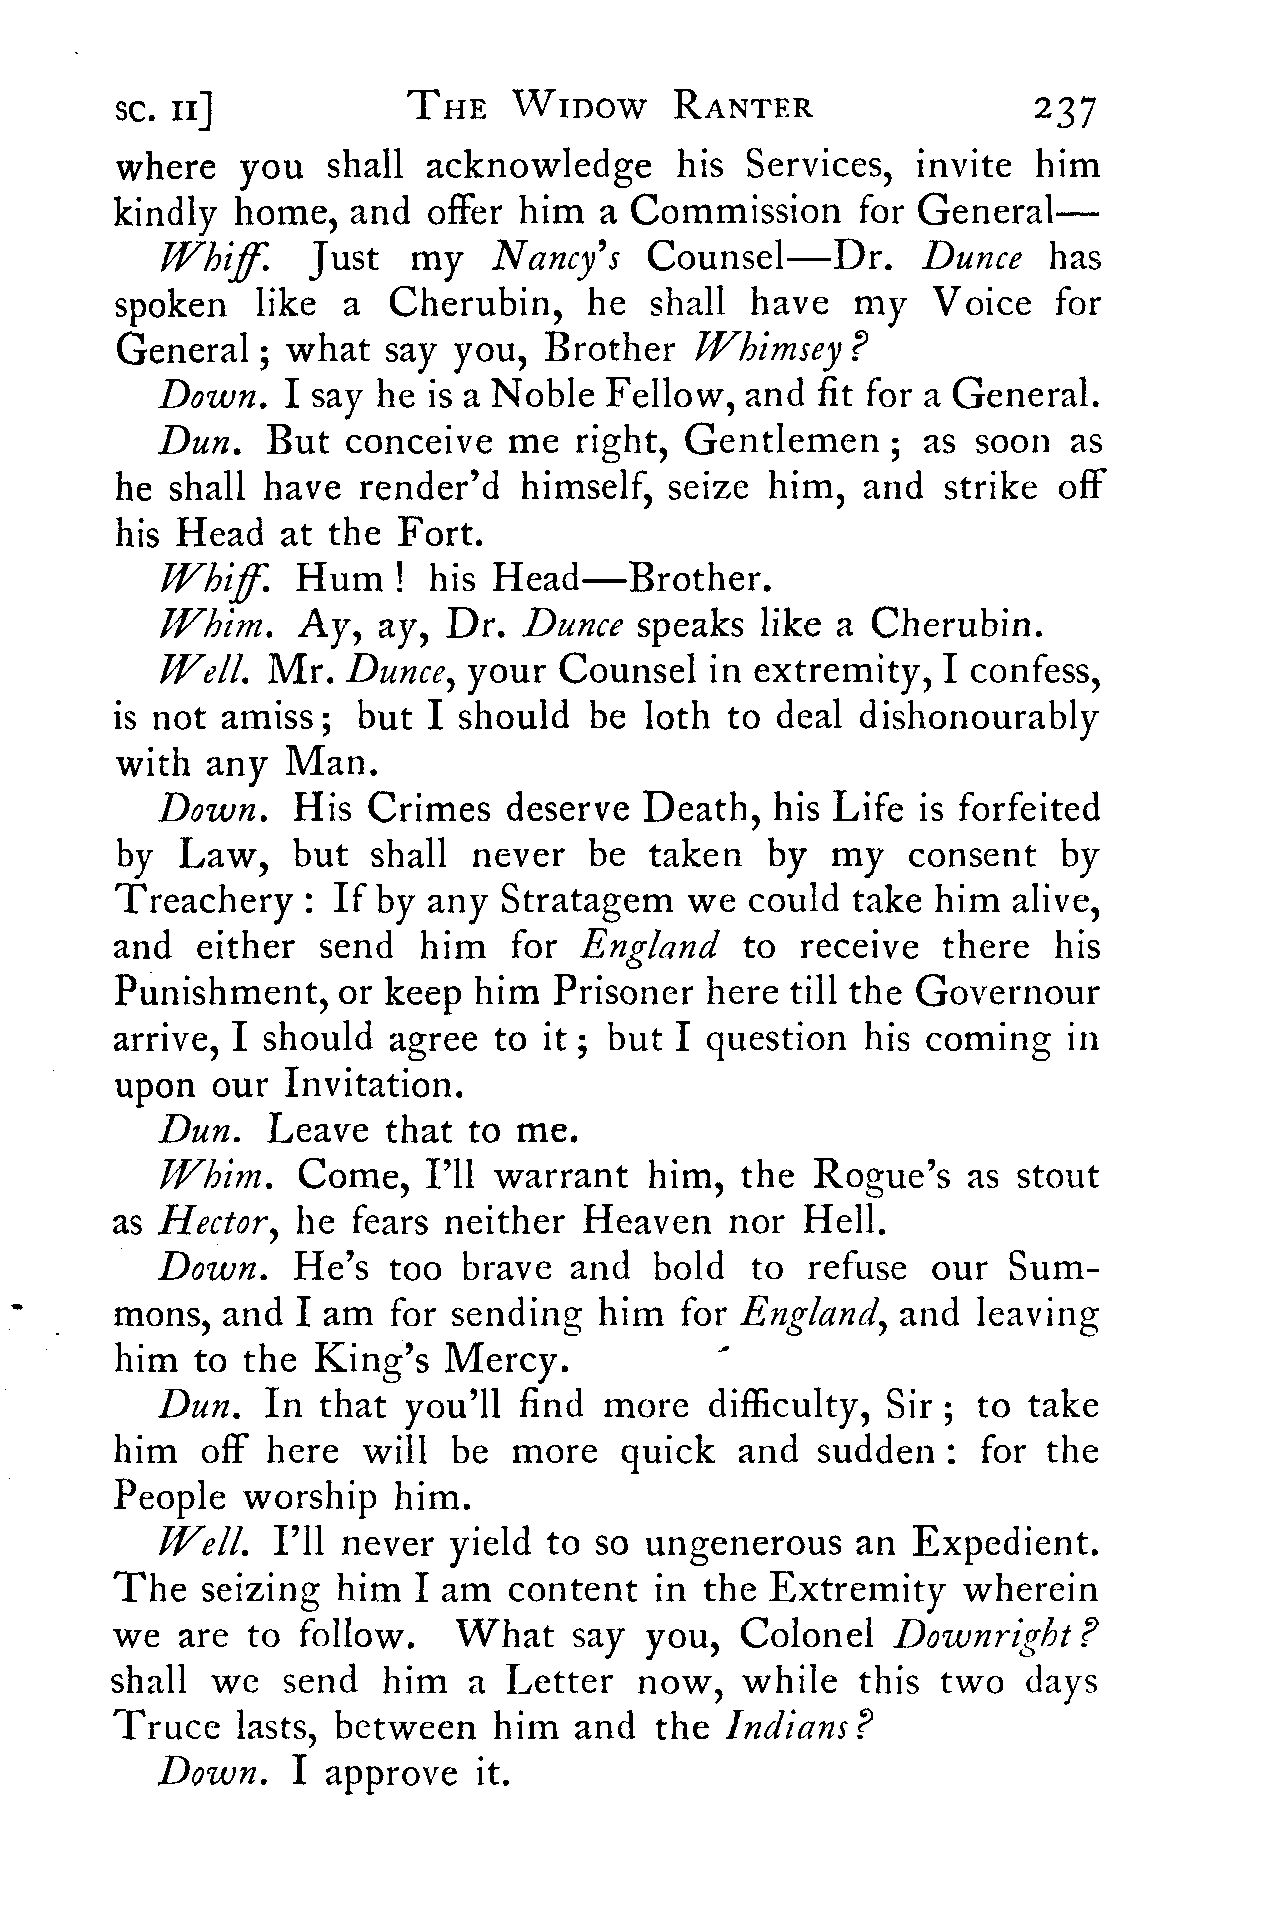 SC. II] THE WIDOW RANTER 237
where you shall acknowledge his Services, invite him
kindly home, and offer him a Commission for General—
Whiff. Just my Nancy's Counsel—Dr. Dunce has
spoken like a Cherubin, he shall have my Voice for
General; what say you, Brother Whimsey?
Down. I say he is a Noble Fellow, and fit for a General.
Dun. But conceive me right, Gentlemen; as soon as
he shall have render'd himself, seize him, and strike off
his Head at the Fort.
Whiff. Hum! his Head—Brother.
Whim. Ay, ay, Dr. Dunce speaks like a Cherubin.
Well. Mr. Dunce, your Counsel in extremity, I confess,
is not amiss; but I should be loth to deal dishonourably
with any Man.
Down. His Crimes deserve Death, his Life is forfeited
by Law, but shall never be taken by my consent by
Treachery: If by any Stratagem we could take him alive,
and either send him for England to receive there his
Punishment, or keep him Prisoner here till the Governour
arrive, I should agree to it; but I question his coming in
upon our Invitation.
Dun. Leave that to me.
Whim. Come, I'll warrant him, the Rogue's as stout
as Hector, he fears neither Heaven nor Hell.
Down. He's too brave and bold to refuse our Sum-
mons, and I am for sending him for England, and leaving
him to the King's Mercy.
Dun. In that you'll find more difficulty, Sir; to take
him off here will be more quick and sudden: for the
People worship him.
Well. I'll never yield to so ungenerous an Expedient.
The seizing him I am content in the Extremity wherein
we are to follow. What say you, Colonel Downright?
shall we send him a Letter now, while this two days
Truce lasts, between him and the Indians?
Down. I approve it.